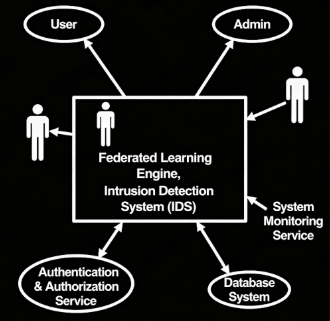 User
Admin
Federated Learning
Engine,
Intrusion Detection
System (IDS)
System
Monitoring
Service
Authentication
& Authorization
Service
Database
System